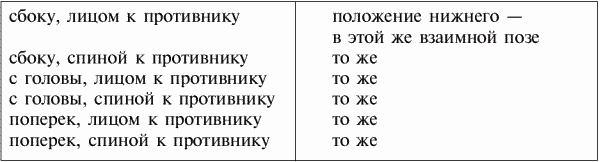 сбоку, лицом к противнику положение нижнего —
в этой же взаимной позе
сбоку, спиной к противнику то же
с головы, лицом к противнику то же
с головы, спиной к противнику то же
поперек, лицом к противнику то же
поперек, спиной к противнику то же